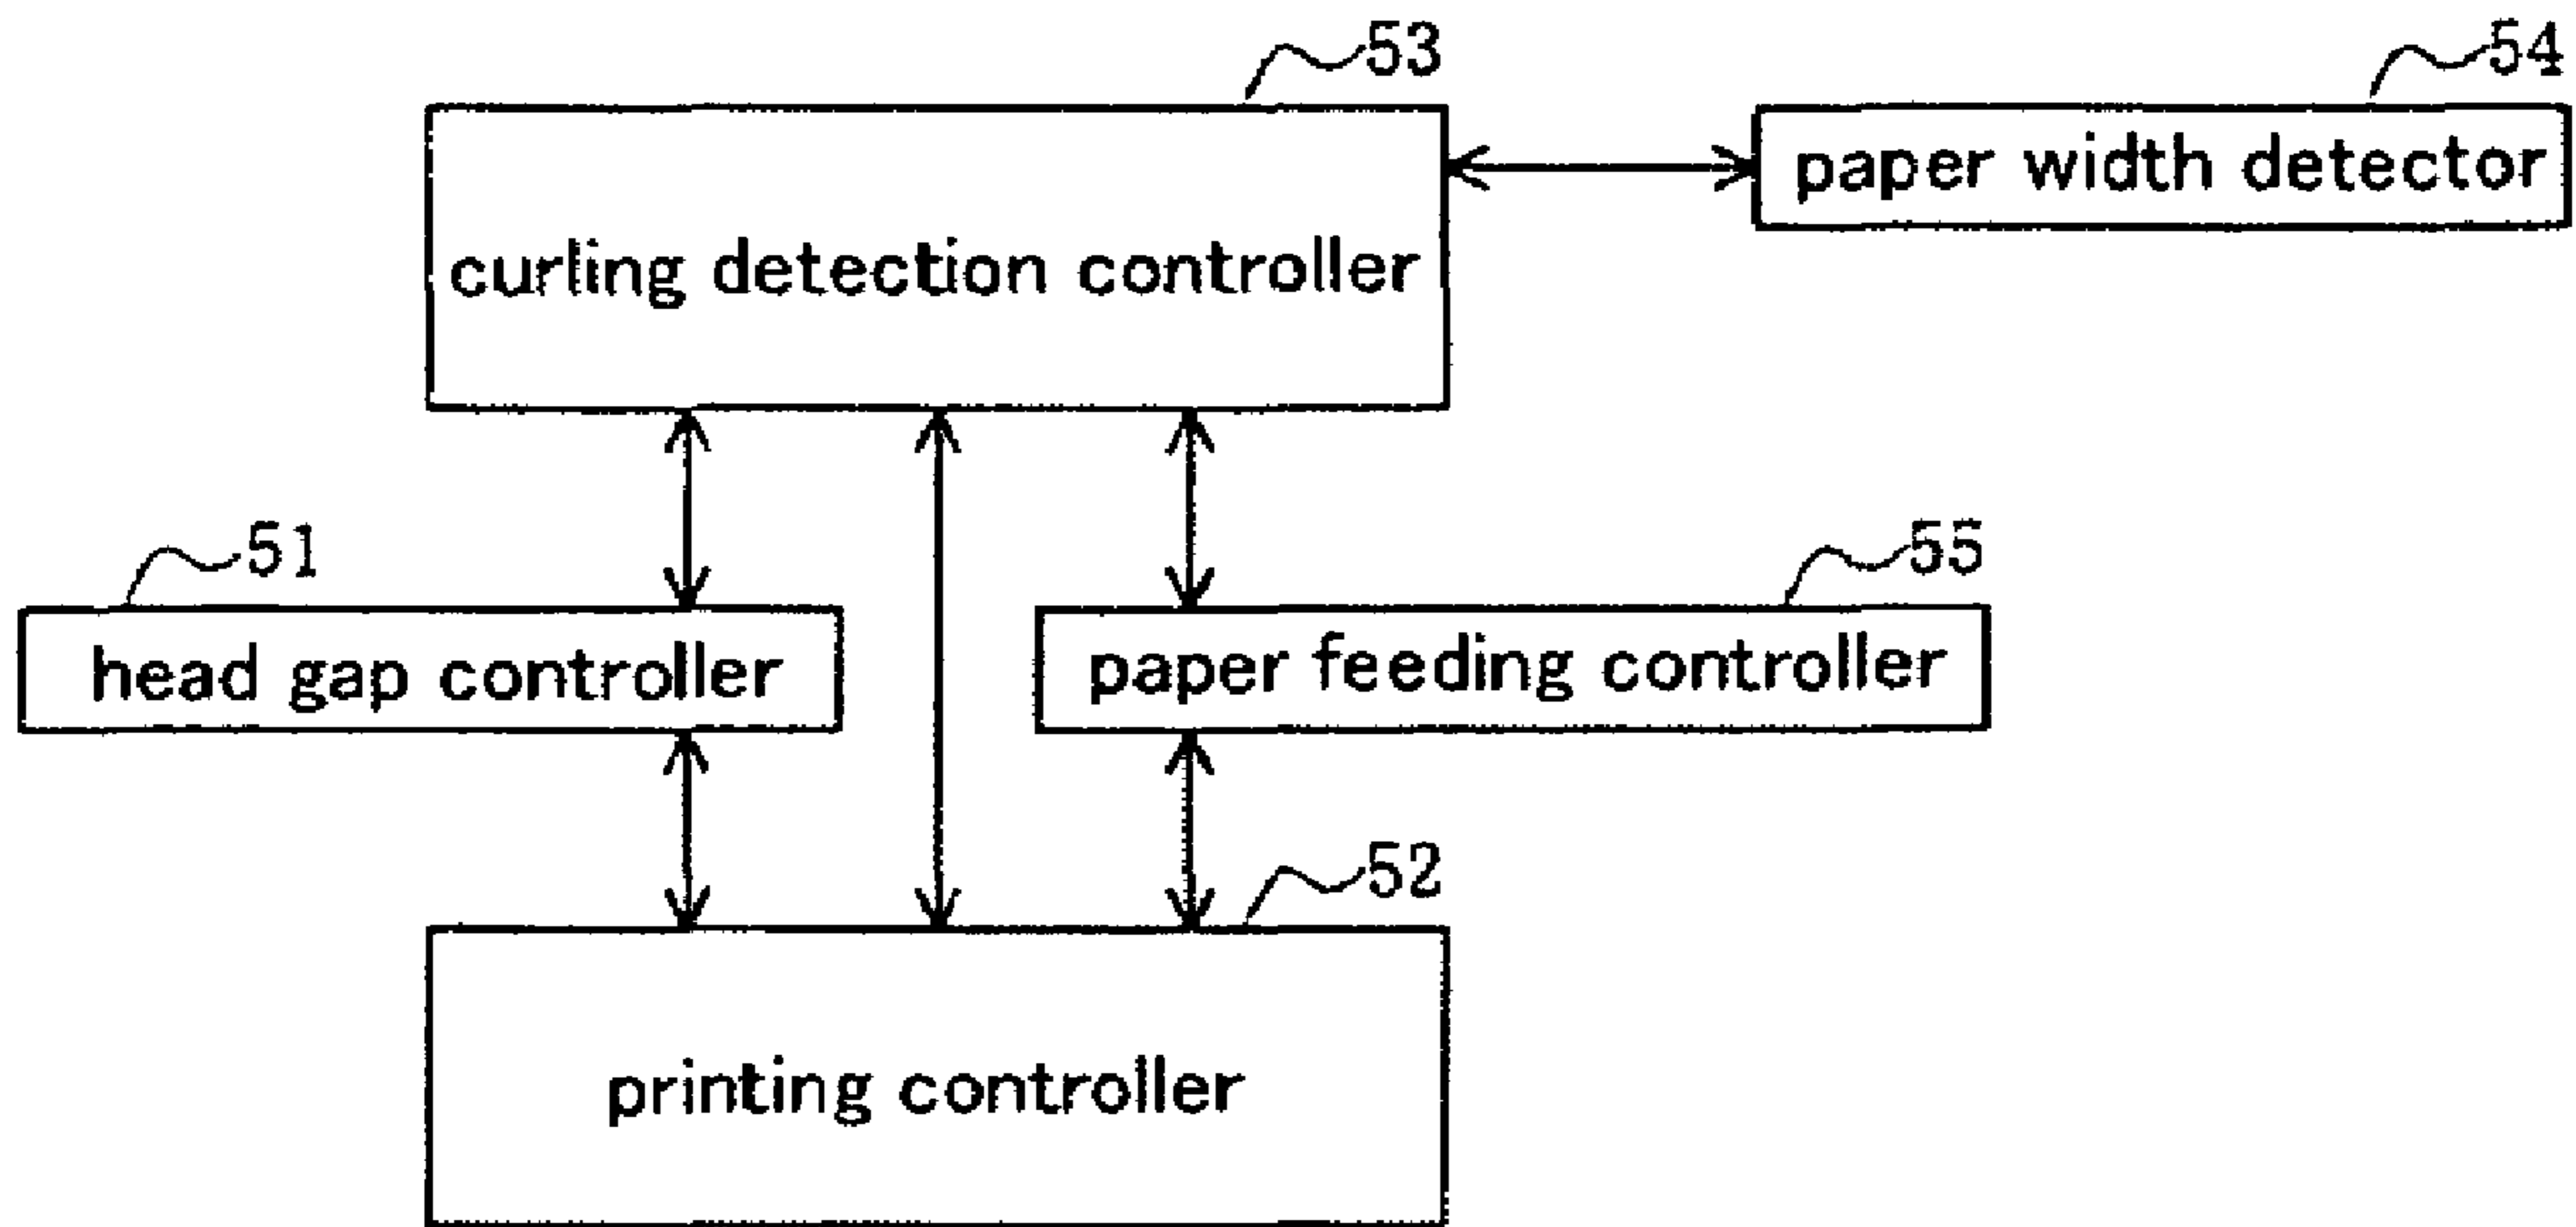 53
54
paper width detector
curling detection controller
51
55
head gap controller
paper feeding controller
52
printing controller